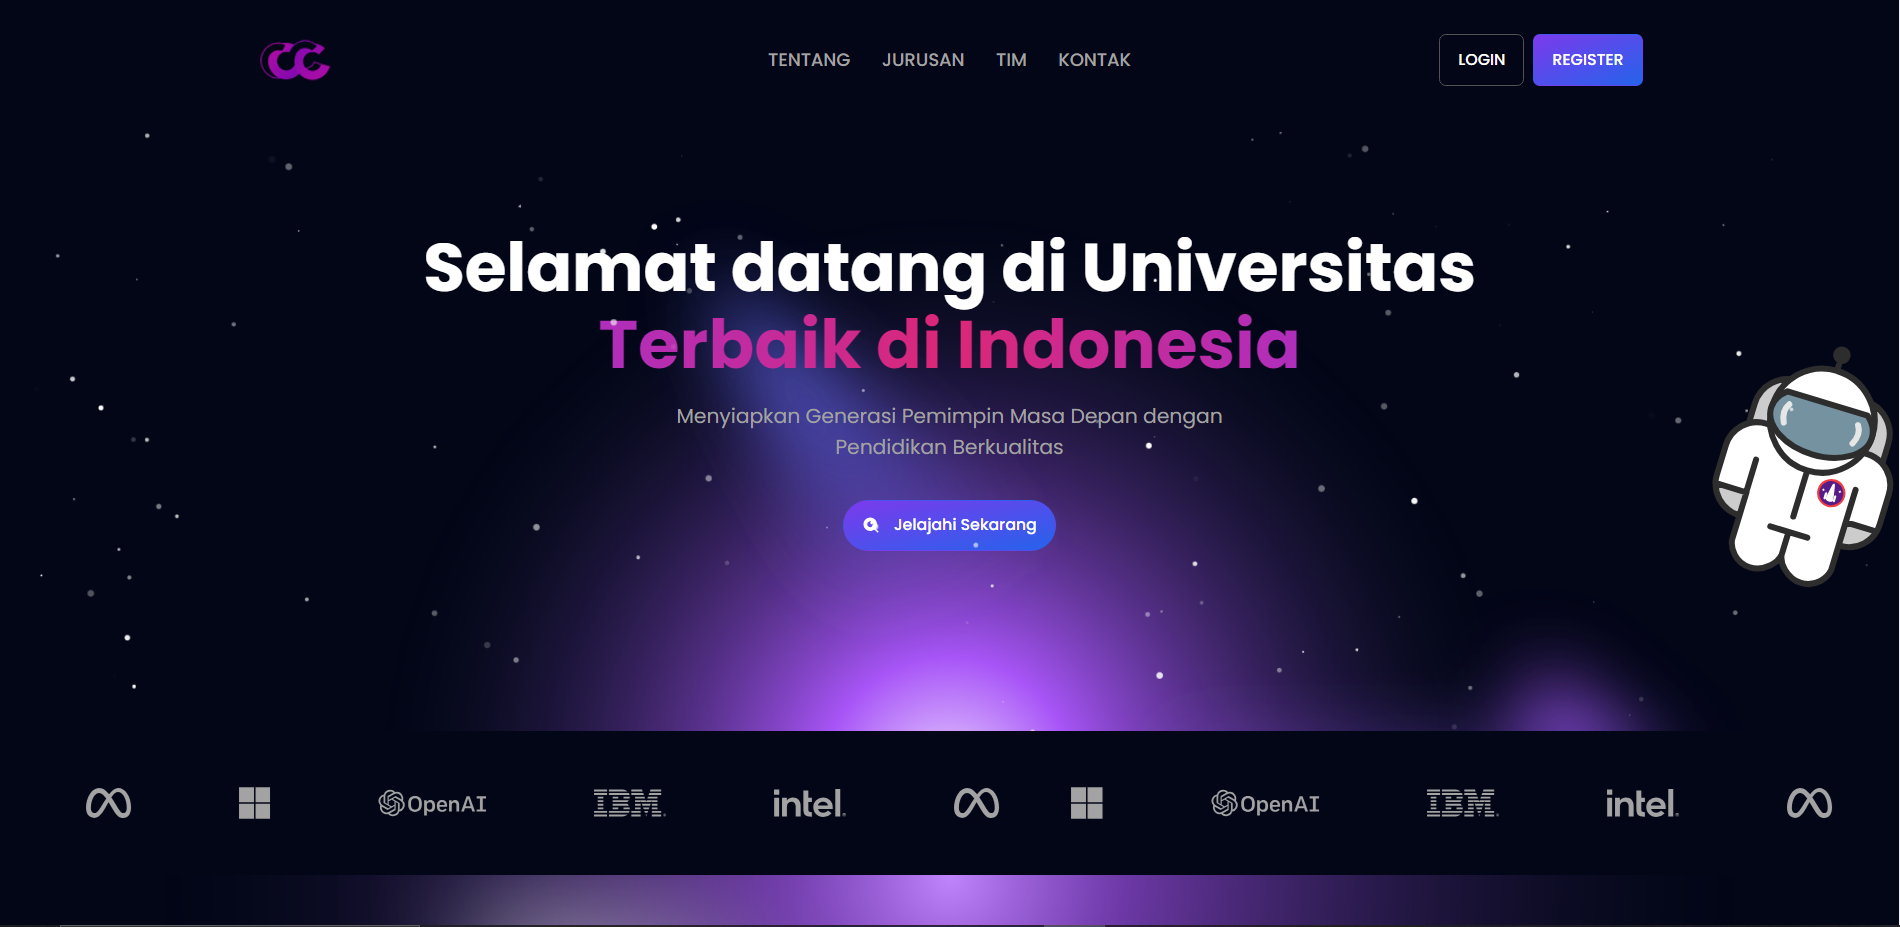 CC
TENTANG JURUSAN TIM KONTAK
LOGIN REGISTER
Selamat datang di Universitas
Terbaik di Indonesia
Menyiapkan Generasi Pemimpin Masa Depan dengan
Pendidikan Berkualitas
Jelajahi Sekarang
OpenAI IBM intel OpenAI IBM intel